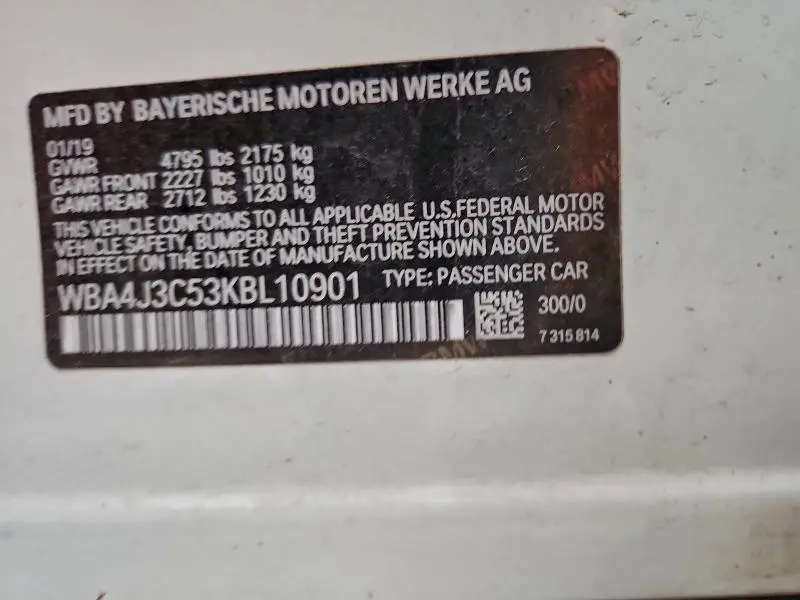 MFD BY BAYERISCHE MOTOREN WERKE AG
01/19
GVWR 4795 lbs 2175 kg
GAWR FRONT 2227 lbs 1010 kg
GAWR REAR 2712 lbs 1230 kg
THIS VEHICLE CONFORMS TO ALL APPLICABLE U.S.FEDERAL MOTOR
VEHICLE SAFETY, BUMPER AND THEFT PREVENTION STANDARDS
IN EFFECT ON THE DATE OF MANUFACTURE SHOWN ABOVE.
WBA4J3C53KBL10901 TYPE: PASSENGER CAR
300/0
7 315 814